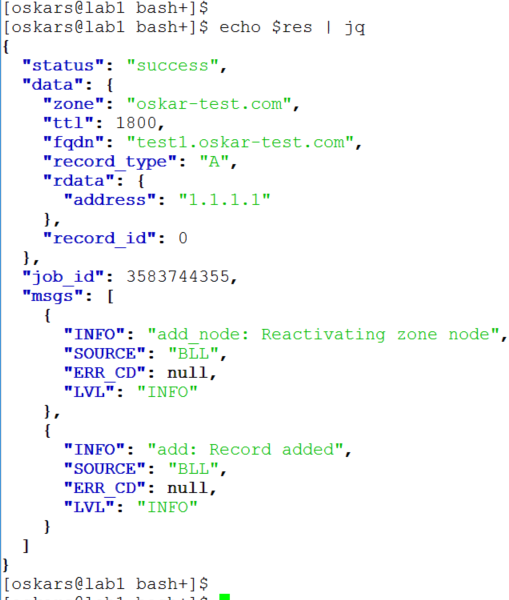 [oskars@lab1 bash+]$
[oskars@lab1 bash+]$ echo $res | jq
{
  "status": "success",
  "data": {
    "zone": "oskar-test.com",
    "ttl": 1800,
    "fqdn": "test1.oskar-test.com",
    "record_type": "A",
    "rdata": {
      "address": "1.1.1.1"
    },
    "record_id": 0
  },
  "job_id": 3583744355,
  "msgs": [
    {
      "INFO": "add_node: Reactivating zone node",
      "SOURCE": "BLL",
      "ERR_CD": null,
      "LVL": "INFO"
    },
    {
      "INFO": "add: Record added",
      "SOURCE": "BLL",
      "ERR_CD": null,
      "LVL": "INFO"
    }
  ]
}
[oskars@lab1 bash+]$
[oskars@lab1 bash+]$